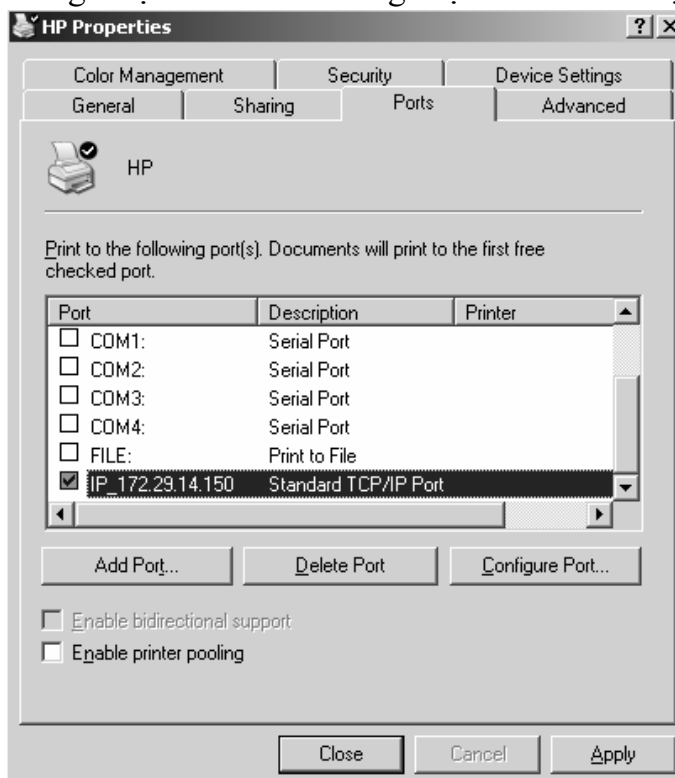 HP Properties
Color Management Security Device Settings
General Sharing Ports Advanced
HP
Print to the following port(s). Documents will print to the first free
checked port.
Port Description Printer
COM1: Serial Port
COM2: Serial Port
COM3: Serial Port
COM4: Serial Port
FILE: Print to File
IP_172.29.14.150 Standard TCP/IP Port
Add Port... Delete Port Configure Port...
Enable bidirectional support
Enable printer pooling
Close Cancel Apply